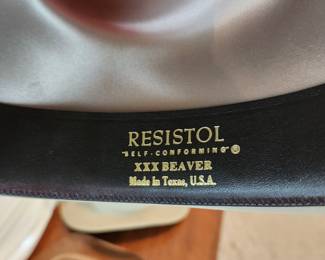 RESISTOL
"SELF-CONFORMING"®
XXX BEAVER
Made in Texas, U.S.A.